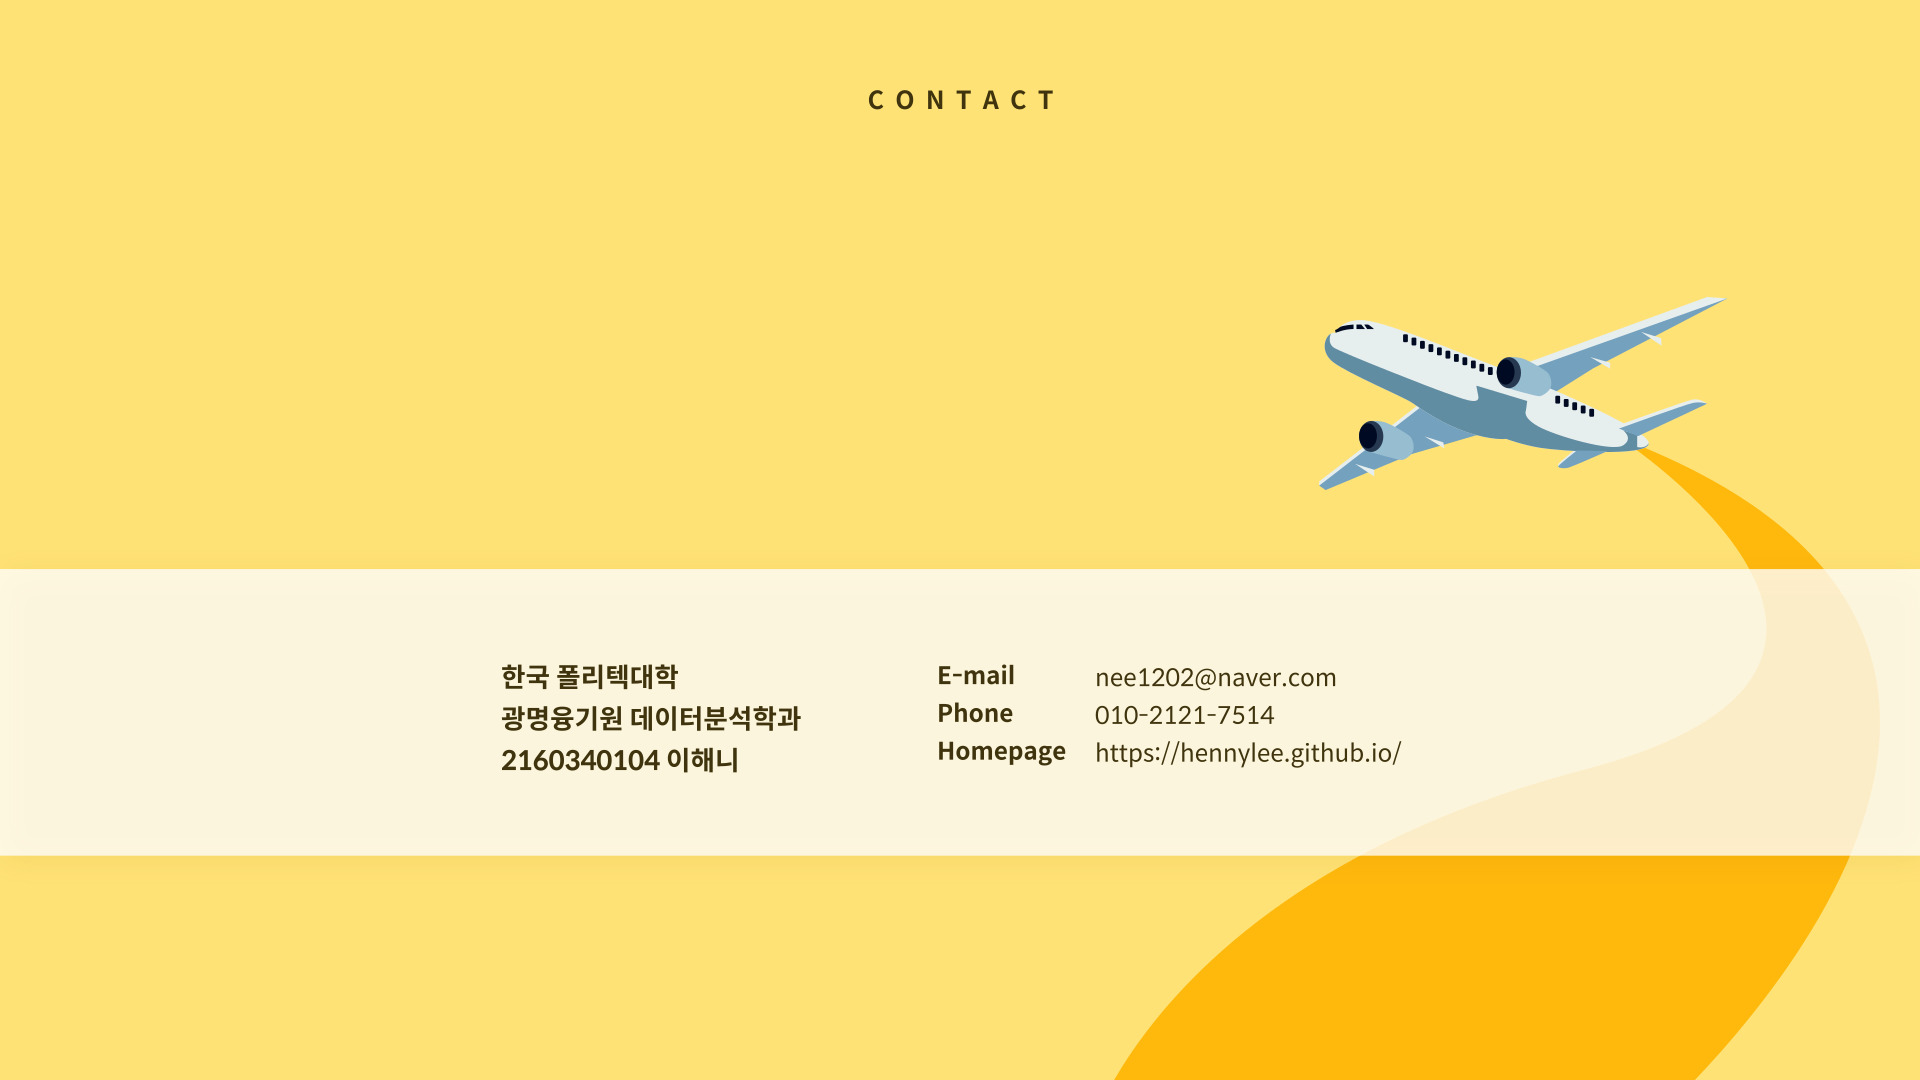 CONTACT
한국 폴리텍대학
광명융기원 데이터분석학과
2160340104 이해니
E-mail nee1202@naver.com
Phone 010-2121-7514
Homepage https://hennylee.github.io/